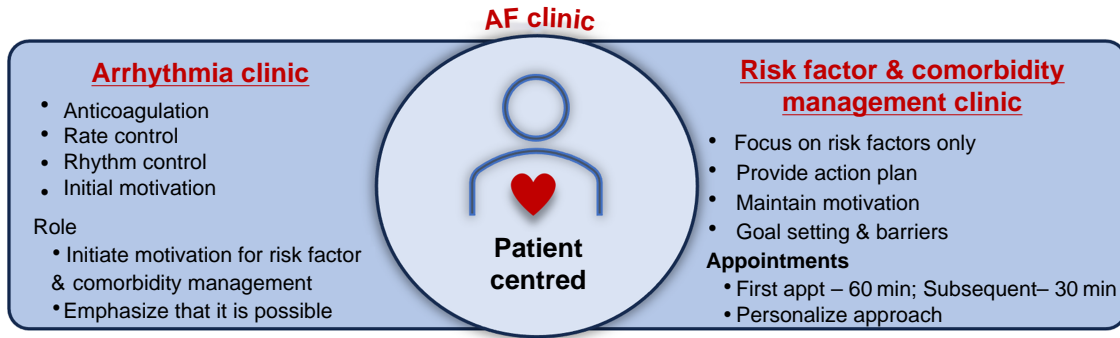 AF clinic
Arrhythmia clinic
• Anticoagulation
• Rate control
• Rhythm control
• Initial motivation
Role
• Initiate motivation for risk factor
& comorbidity management
• Emphasize that it is possible
Patient
centred
Risk factor & comorbidity
management clinic
• Focus on risk factors only
• Provide action plan
• Maintain motivation
• Goal setting & barriers
Appointments
• First appt – 60 min; Subsequent– 30 min
• Personalize approach